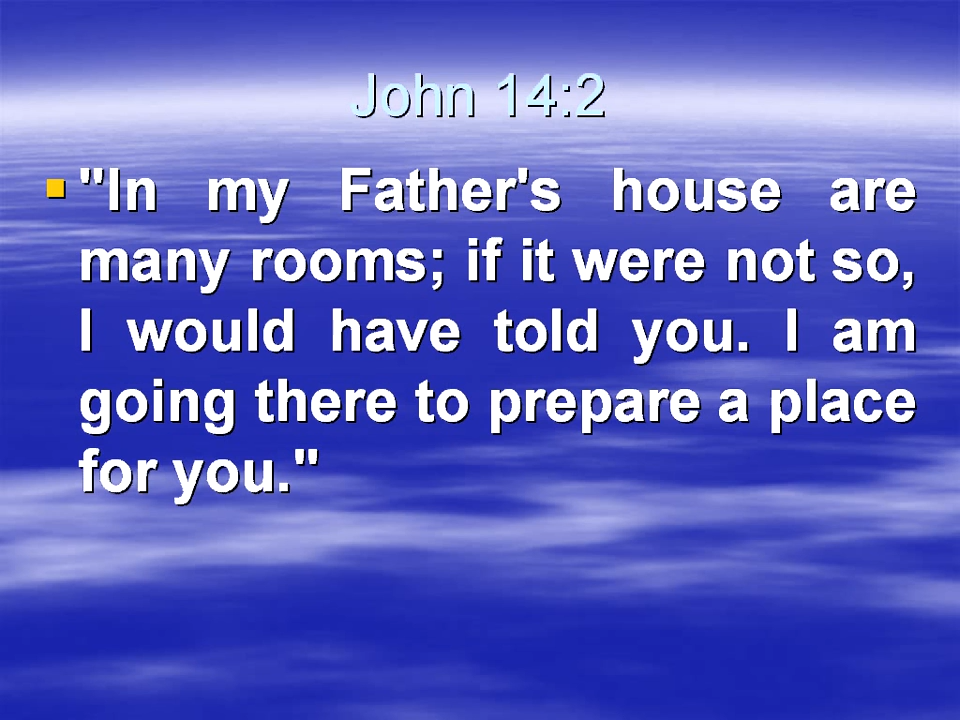 John 14:2
"In my Father's house are
many rooms; if it were not so,
I would have told you. I am
going there to prepare a place
for you."